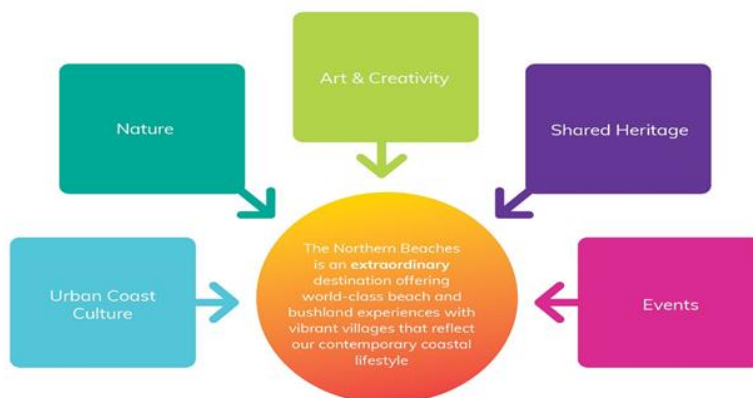 Art & Creativity
Nature
Shared Heritage
Urban Coast
Culture
The Northern Beaches
is an extraordinary
destination offering
world-class beach and
bushland experiences with
vibrant villages that reflect
our contemporary coastal
lifestyle
Events